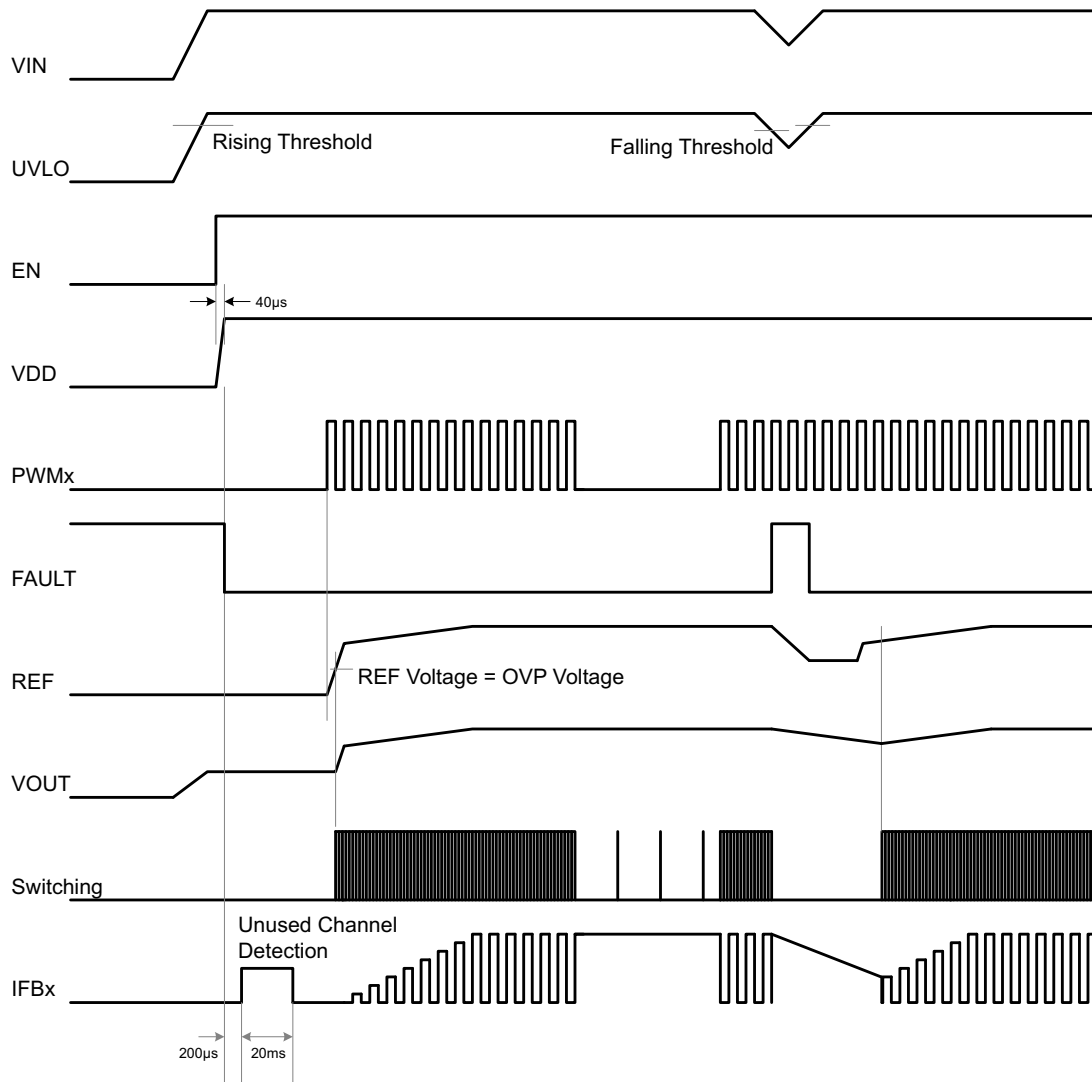 VIN
Rising Threshold
Falling Threshold
UVLO
EN
40µs
VDD
PWMx
FAULT
REF
REF Voltage = OVP Voltage
VOUT
Switching
Unused Channel
Detection
IFBx
200µs
20ms